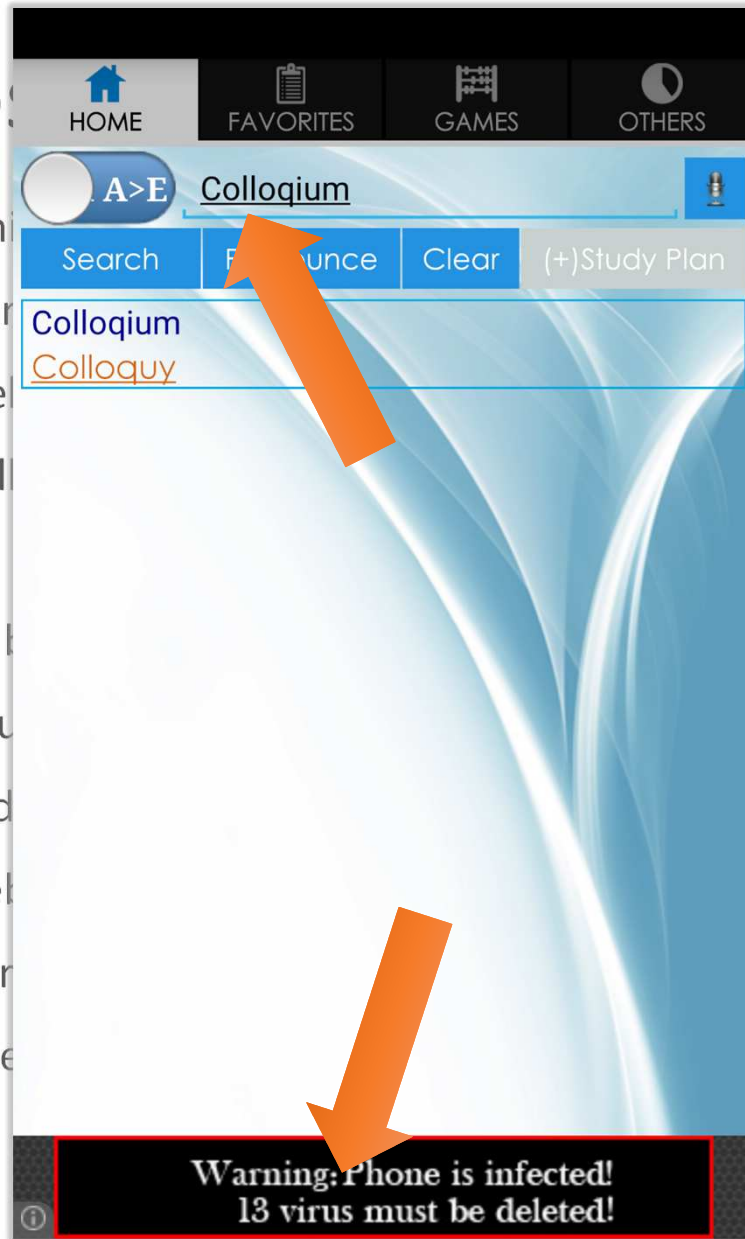 HOME FAVORITES GAMES OTHERS
A>E Colloqium
Search Clear (+)Study Plan
Colloqium
Colloquy
Warning: Phone is infected!
13 virus must be deleted!